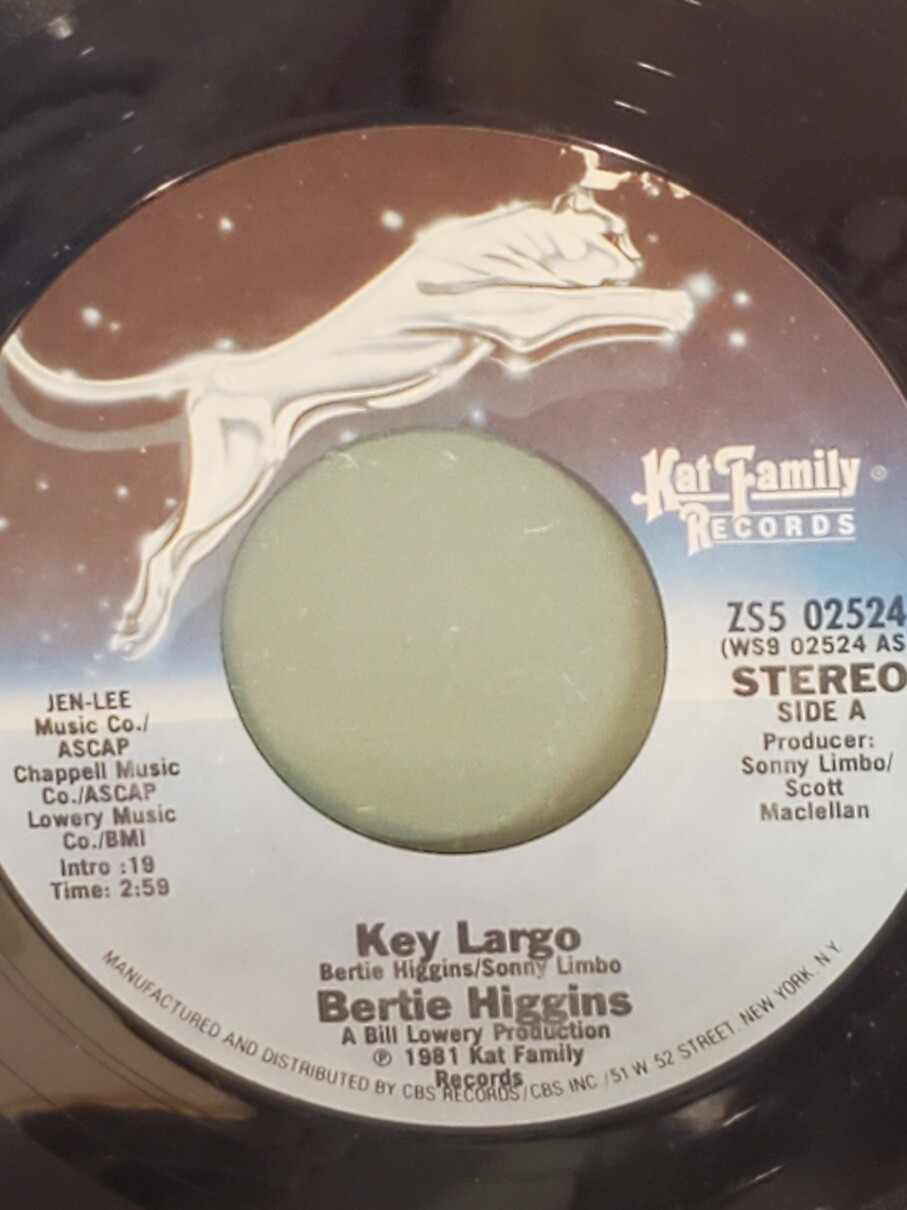 Kat Family ®
RECORDS
ZS5 02524
(WS9 02524 AS
STEREO
SIDE A
Producer:
Sonny Limbo/
Scott
Maclellan
JEN-LEE
Music Co./
ASCAP
Chappell Music
Co./ASCAP
Lowery Music
Co./BMI
Intro :19
Time: 2:59
Key Largo
Bertie Higgins/Sonny Limbo
Bertie Higgins
A Bill Lowery Production
℗ 1981 Kat Family
Records
MANUFACTURED AND DISTRIBUTED BY CBS RECORDS/CBS INC./51 W. 52 STREET, NEW YORK, N.Y.